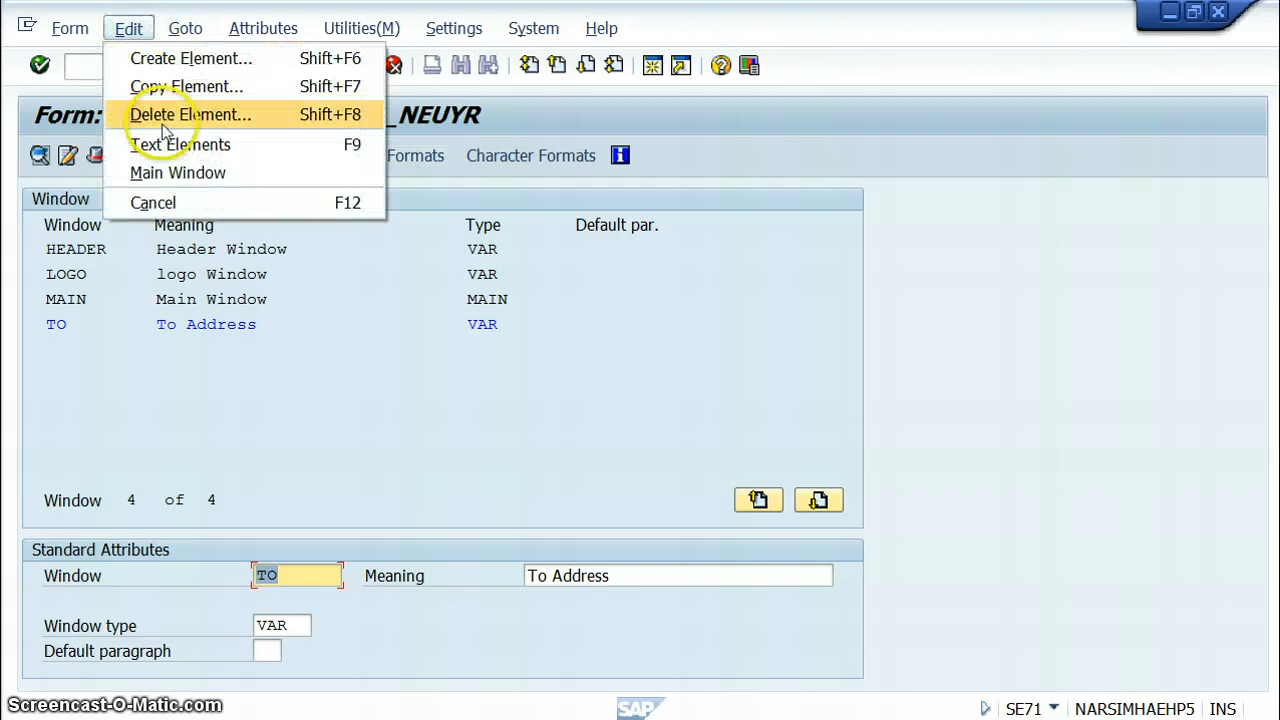 Form Edit Goto Attributes Utilities(M) Settings System Help
Create Element... Shift+F6
Copy Element... Shift+F7
Delete Element... Shift+F8
Text Elements F9
Main Window
Cancel F12
Form: _NEUYR
Formats Character Formats
Window
Window Meaning Type Default par.
HEADER Header Window VAR
LOGO logo Window VAR
MAIN Main Window MAIN
TO To Address VAR
Window 4 of 4
Standard Attributes
Window TO Meaning To Address
Window type VAR
Default paragraph
Screencast-O-Matic.com
SAP SE71 NARSIMHAEHP5 INS